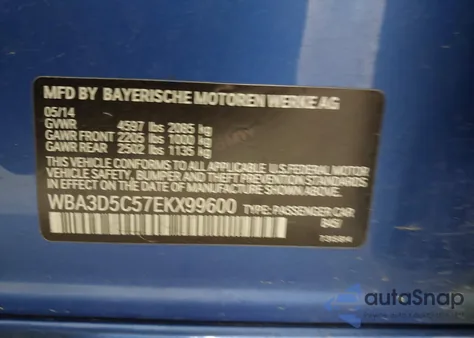 MFD BY BAYERISCHE MOTOREN WERKE AG
05/14
GVWR 4597 lbs 2085 kg
GAWR FRONT 2205 lbs 1000 kg
GAWR REAR 2502 lbs 1135 kg
THIS VEHICLE CONFORMS TO ALL APPLICABLE U.S. FEDERAL MOTOR
VEHICLE SAFETY, BUMPER AND THEFT PREVENTION STANDARDS IN
EFFECT ON THE DATE OF MANUFACTURE SHOWN ABOVE.
WBA3D5C57EKX99600 TYPE: PASSENGER CAR
autoSnap